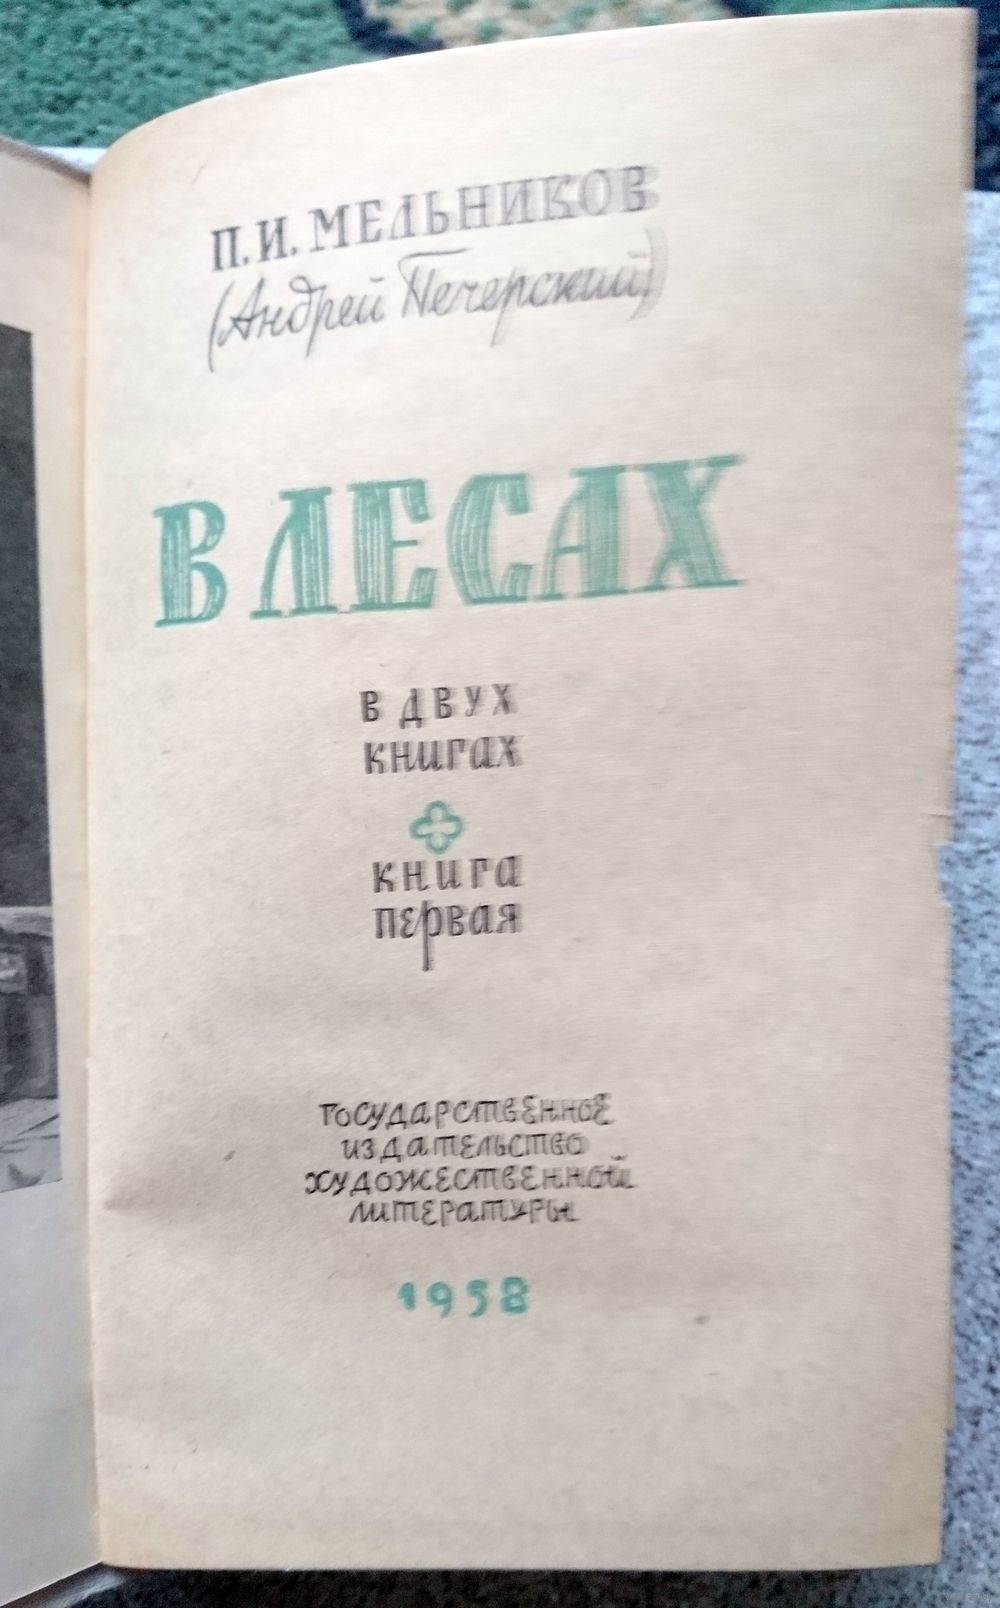 П. И. МЕЛЬНИКОВ
(Андрей Печерский)
В ЛЕСАХ
В ДВУХ
КНИГАХ
КНИГА
ПЕРВАЯ
ГОСУДАРСТВЕННОЕ
ИЗДАТЕЛЬСТВО
ХУДОЖЕСТВЕННОЙ
ЛИТЕРАТУРЫ
1958